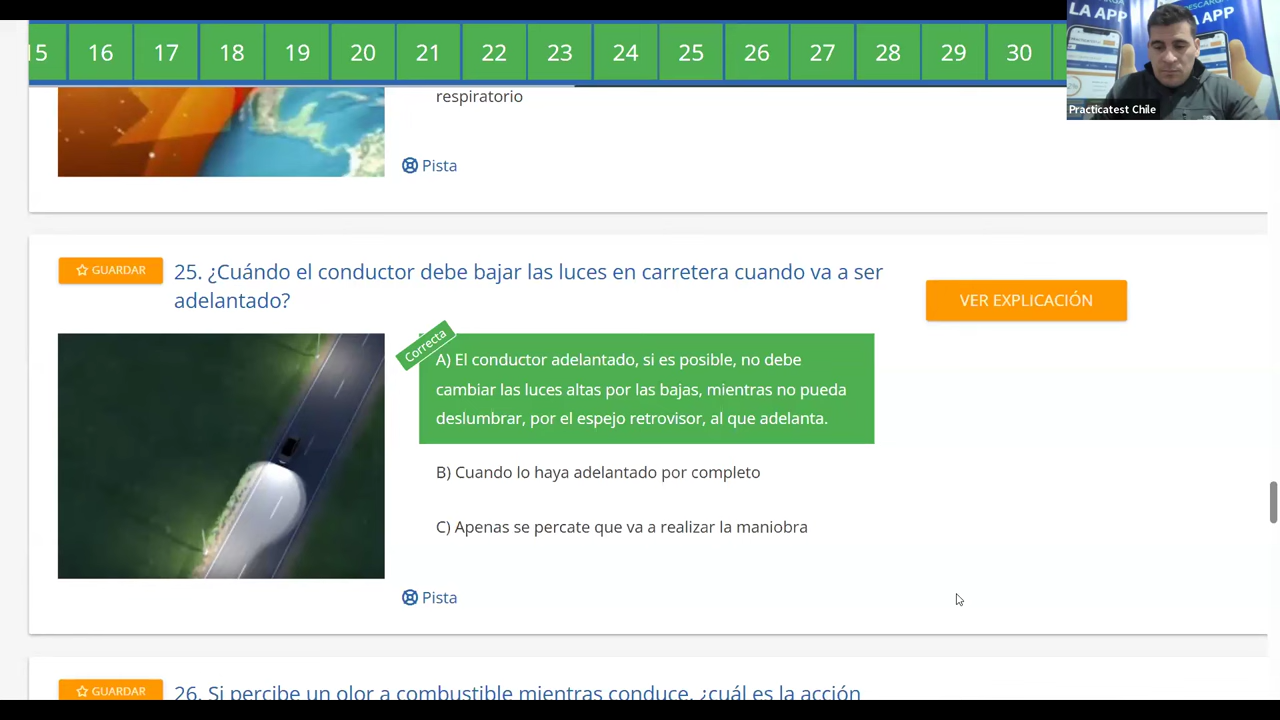 LA APP
DESCARGA
APP
Practicatest Chile
15 16 17 18 19 20 21 22 23 24 25 26 27 28 29 30
respiratorio
Pista
GUARDAR
25. ¿Cuándo el conductor debe bajar las luces en carretera cuando va a ser
adelantado?
VER EXPLICACIÓN
Correcta
A) El conductor adelantado, si es posible, no debe
cambiar las luces altas por las bajas, mientras no pueda
deslumbrar, por el espejo retrovisor, al que adelanta.
B) Cuando lo haya adelantado por completo
C) Apenas se percate que va a realizar la maniobra
Pista
GUARDAR
26. Si percibe un olor a combustible mientras conduce, ¿cuál es la acción